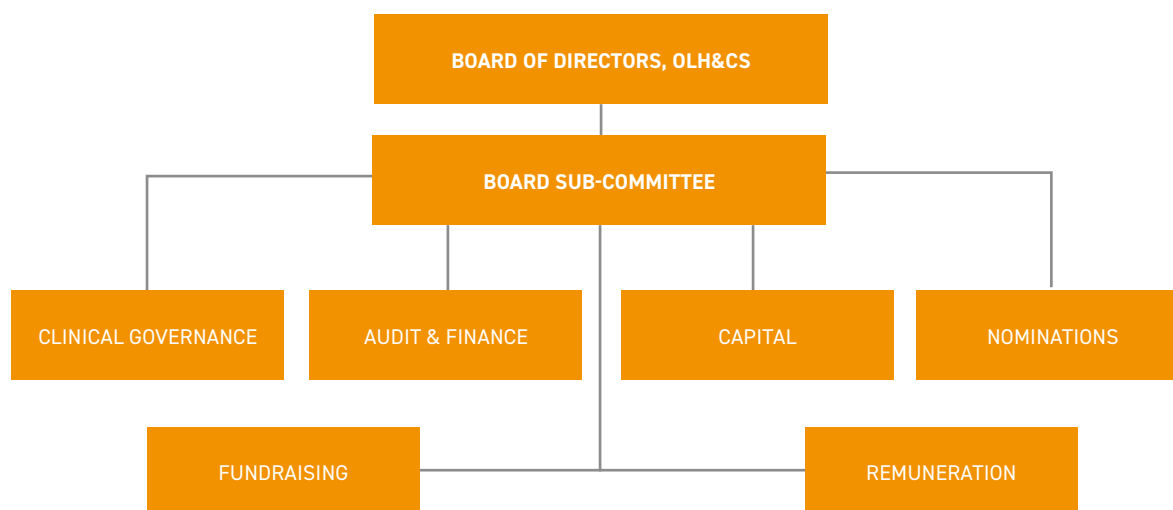 BOARD OF DIRECTORS, OLH&CS
BOARD SUB-COMMITTEE
CLINICAL GOVERNANCE
AUDIT & FINANCE
CAPITAL
NOMINATIONS
FUNDRAISING
REMUNERATION